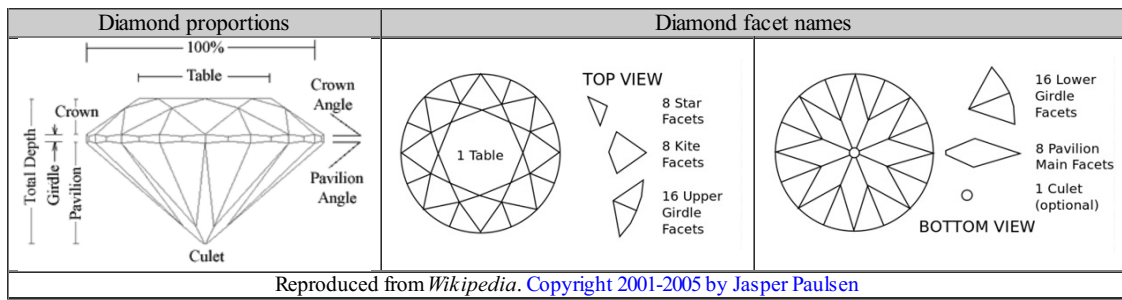 Diamond proportions
Diamond facet names
100%
Table
Crown
Angle
Crown
Total Depth
Girdle
Pavilion
Pavilion
Angle
Culet
TOP VIEW
1 Table
8 Star
Facets
8 Kite
Facets
16 Upper
Girdle
Facets
16 Lower
Girdle
Facets
8 Pavilion
Main Facets
1 Culet
(optional)
BOTTOM VIEW
Reproduced from Wikipedia. Copyright 2001-2005 by Jasper Paulsen